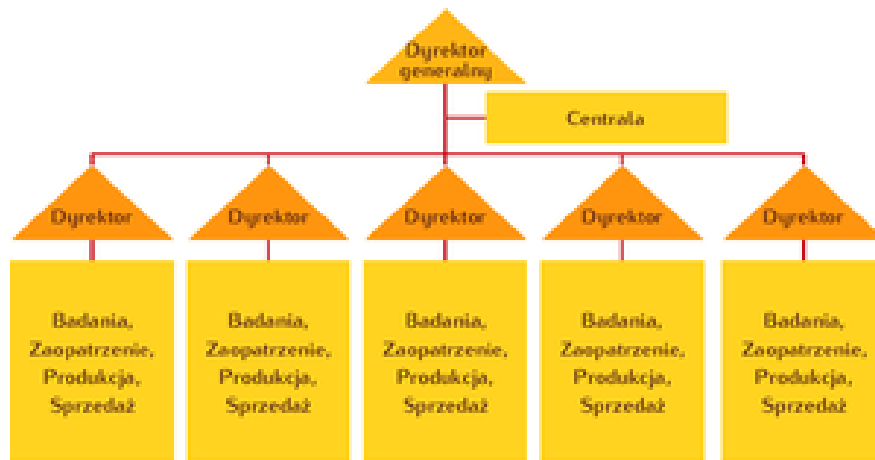 Dyrektor
generalny
Centrala
Dyrektor
Dyrektor
Dyrektor
Dyrektor
Dyrektor
Badania,
Zaopatrzenie,
Produkcja,
Sprzedaż
Badania,
Zaopatrzenie,
Produkcja,
Sprzedaż
Badania,
Zaopatrzenie,
Produkcja,
Sprzedaż
Badania,
Zaopatrzenie,
Produkcja,
Sprzedaż
Badania,
Zaopatrzenie,
Produkcja,
Sprzedaż